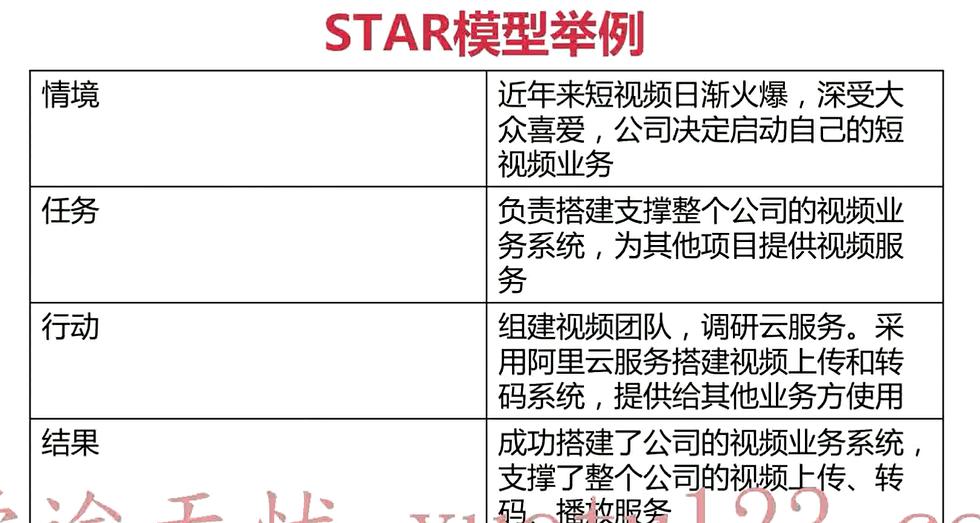 STAR模型举例
情境
近年来短视频日渐火爆，深受大
众喜爱，公司决定启动自己的短
视频业务
任务
负责搭建支撑整个公司的视频业
务系统，为其他项目提供视频服
务
行动
组建视频团队，调研云服务。采
用阿里云服务搭建视频上传和转
码系统，提供给其他业务方使用
结果
成功搭建了公司的视频业务系统，
支撑了整个公司的视频上传、转
码、播放服务